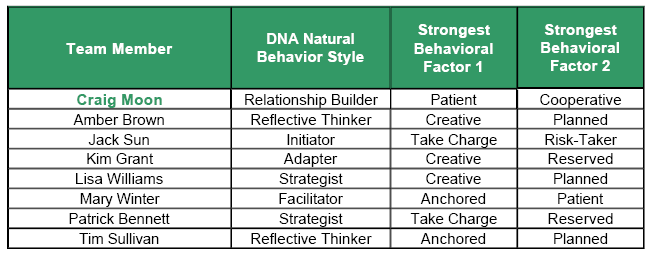 Team Member
DNA Natural
Behavior Style
Strongest
Behavioral
Factor 1
Strongest
Behavioral
Factor 2
Craig Moon Relationship Builder Patient Cooperative
Amber Brown Reflective Thinker Creative Planned
Jack Sun Initiator Take Charge Risk-Taker
Kim Grant Adapter Creative Reserved
Lisa Williams Strategist Creative Planned
Mary Winter Facilitator Anchored Patient
Patrick Bennett Strategist Take Charge Reserved
Tim Sullivan Reflective Thinker Anchored Planned